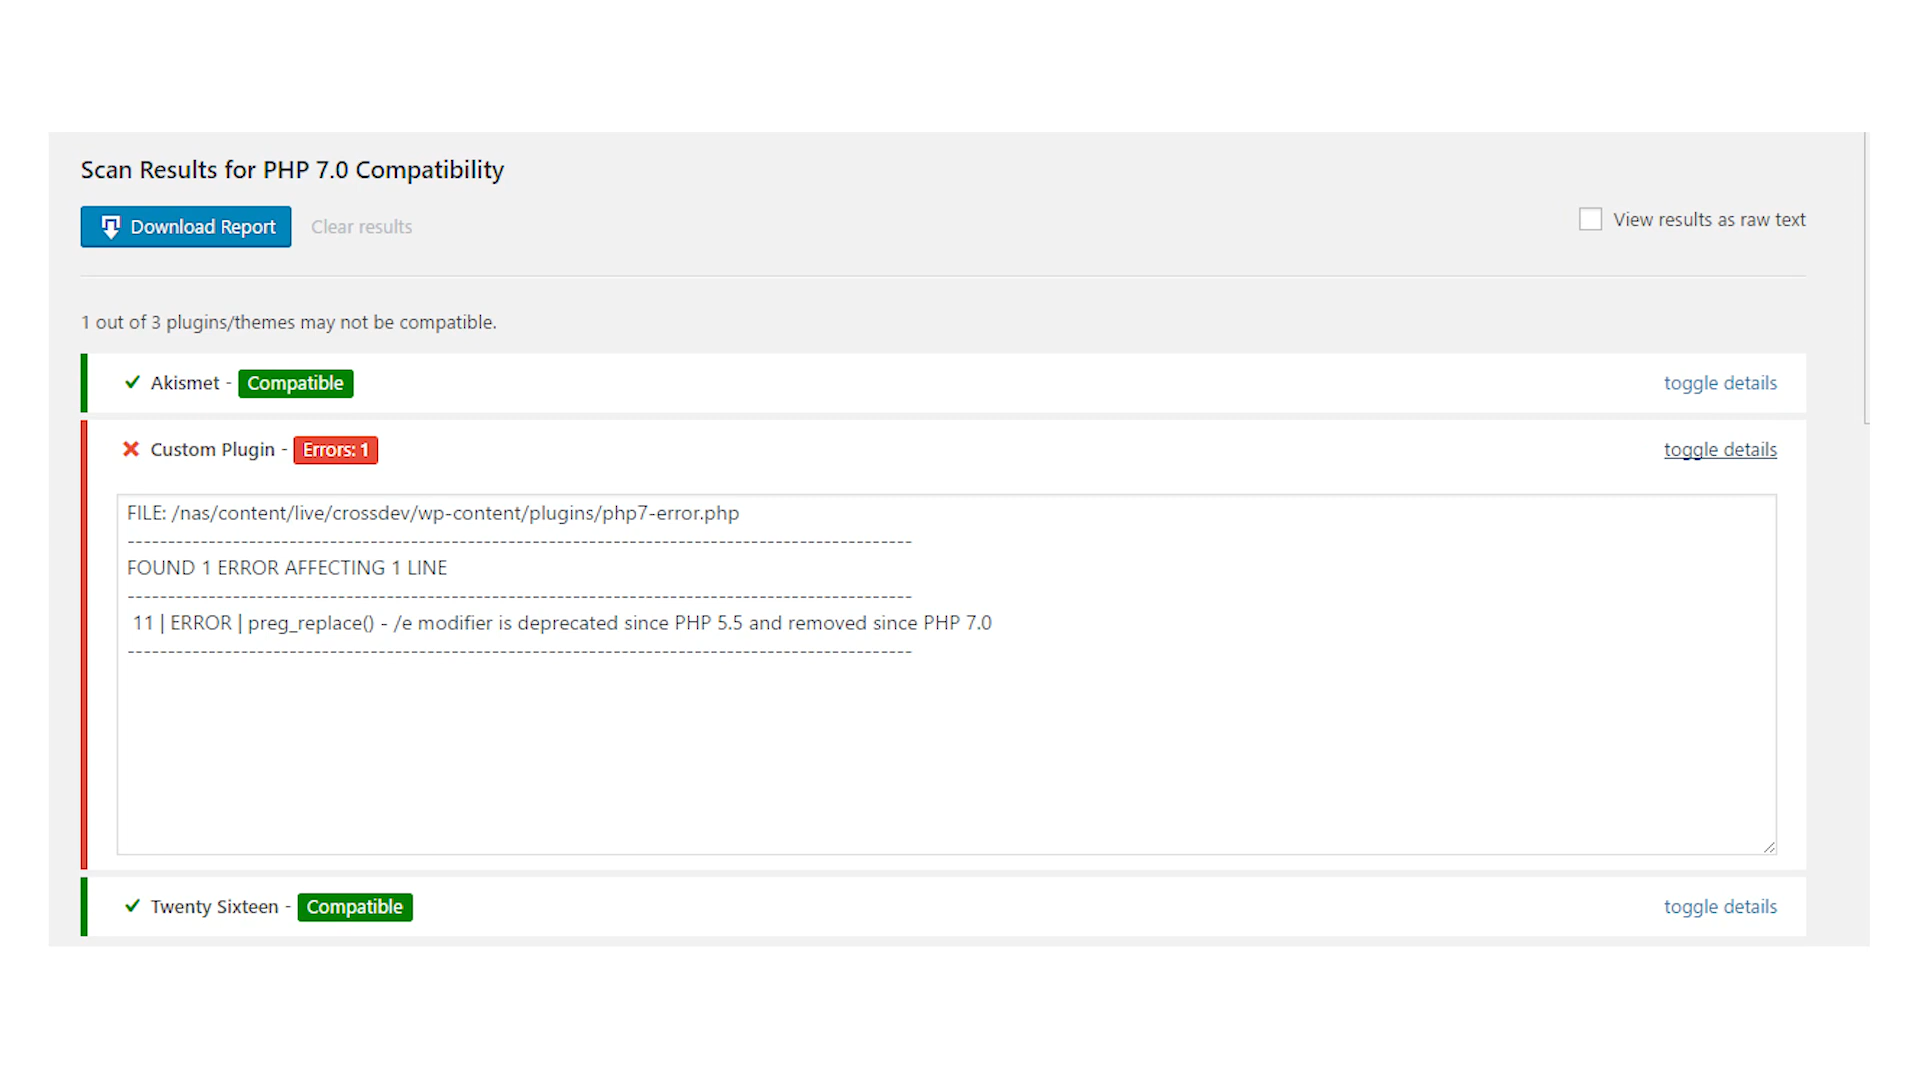 Scan Results for PHP 7.0 Compatibility
Download Report Clear results
View results as raw text
1 out of 3 plugins/themes may not be compatible.
Akismet - Compatible toggle details
Custom Plugin - Errors: 1 toggle details
FILE: /nas/content/live/crossdev/wp-content/plugins/php7-error.php
----------------------------------------------------------------------------------------------------
FOUND 1 ERROR AFFECTING 1 LINE
----------------------------------------------------------------------------------------------------
11 | ERROR | preg_replace() - /e modifier is deprecated since PHP 5.5 and removed since PHP 7.0
----------------------------------------------------------------------------------------------------
Twenty Sixteen - Compatible toggle details